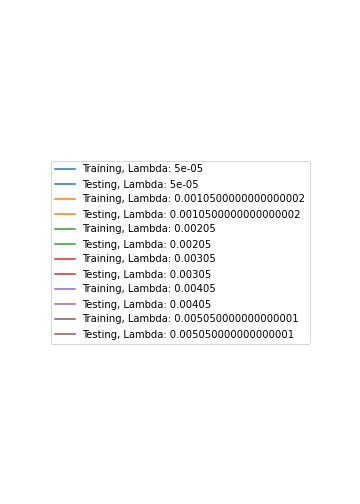 Training, Lambda: 5e-05
Testing, Lambda: 5e-05
Training, Lambda: 0.0010500000000000002
Testing, Lambda: 0.0010500000000000002
Training, Lambda: 0.00205
Testing, Lambda: 0.00205
Training, Lambda: 0.00305
Testing, Lambda: 0.00305
Training, Lambda: 0.00405
Testing, Lambda: 0.00405
Training, Lambda: 0.005050000000000001
Testing, Lambda: 0.005050000000000001